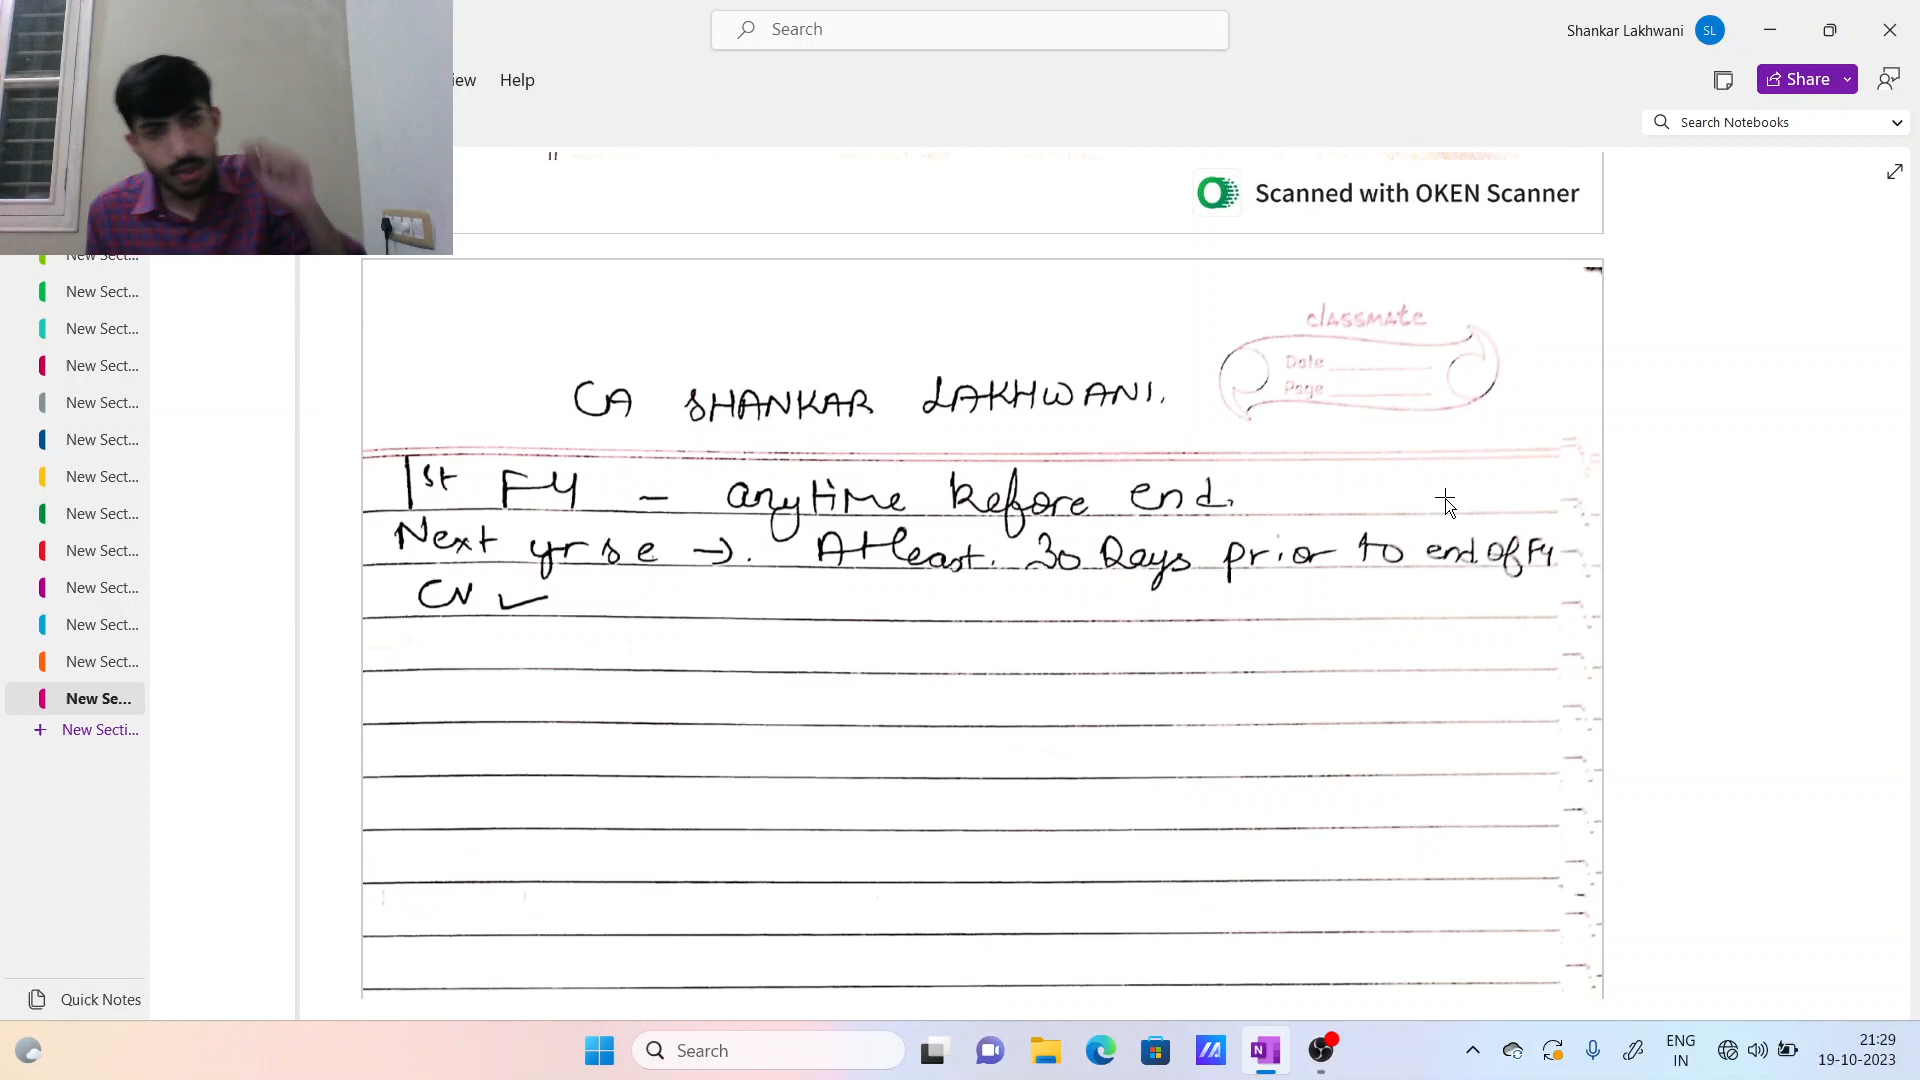 Search
Shankar Lakhwani SL
iew Help
Share
Search Notebooks
Scanned with OKEN Scanner
New Sect...
New Sect...
New Sect...
New Sect...
New Sect...
New Sect...
New Sect...
New Sect...
New Sect...
New Sect...
New Sect...
New Sect...
New Se...
New Secti...
Quick Notes
classmate
Date
Page
CA SHANKAR LAKHWANI.
1st FY - anytime before end.
Next yr se → . Atleast. 30 Days prior to end. of FY
CN ✓
Search
ENG
IN
21:29
19-10-2023